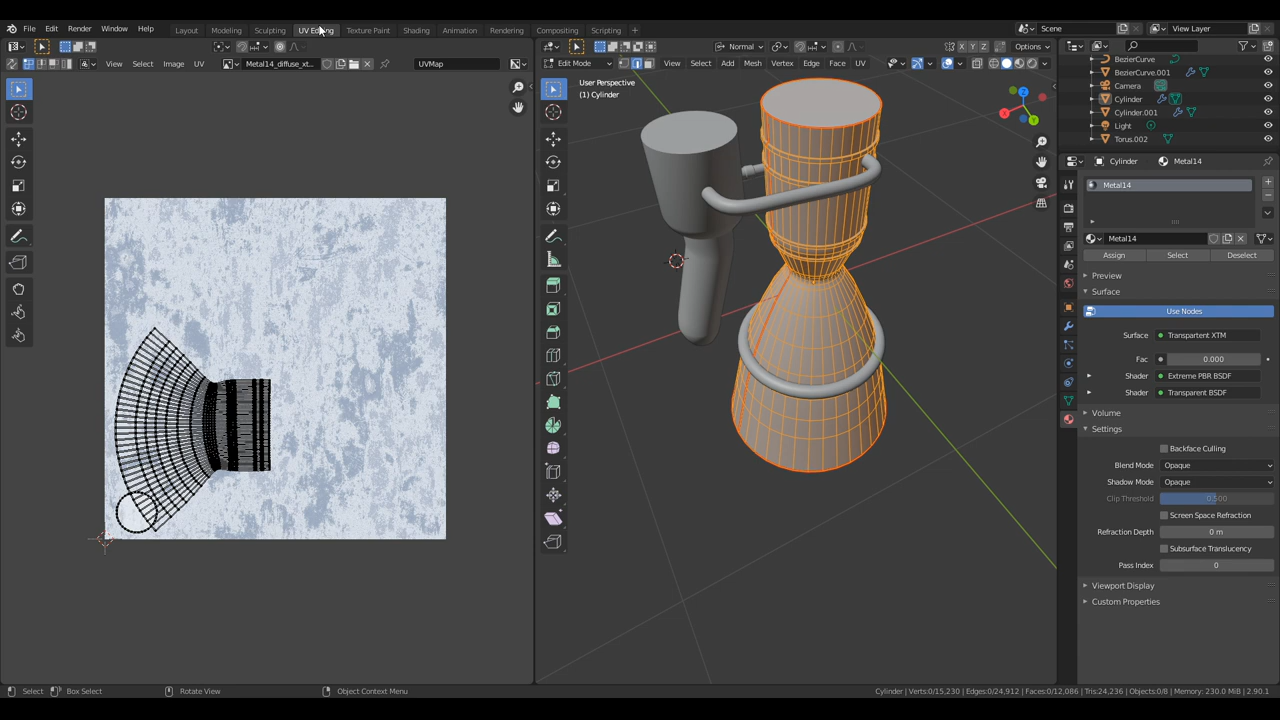 File Edit Render Window Help Layout Modeling Sculpting UV Editing Texture Paint Shading Animation Rendering Compositing Scripting + Scene View Layer
View Select Image UV Metal14_diffuse_xt... UVMap
Normal Options
Edit Mode View Select Add Mesh Vertex Edge Face UV
User Perspective
(1) Cylinder
BezierCurve
BezierCurve.001
Camera
Cylinder
Cylinder.001
Light
Torus.002
Cylinder Metal14
Metal14
Metal14
Assign Select Deselect
Preview
Surface
Use Nodes
Surface Transpartent XTM
Fac 0.000
Shader Extreme PBR BSDF
Shader Transparent BSDF
Volume
Settings
Backface Culling
Blend Mode Opaque
Shadow Mode Opaque
Clip Threshold 0.500
Screen Space Refraction
Refraction Depth 0 m
Subsurface Translucency
Pass Index 0
Viewport Display
Custom Properties
Select Box Select Rotate View Object Context Menu Cylinder | Verts:0/15,230 | Edges:0/24,912 | Faces:0/12,086 | Tris:24,236 | Objects:0/8 | Memory: 230.0 MiB | 2.90.1